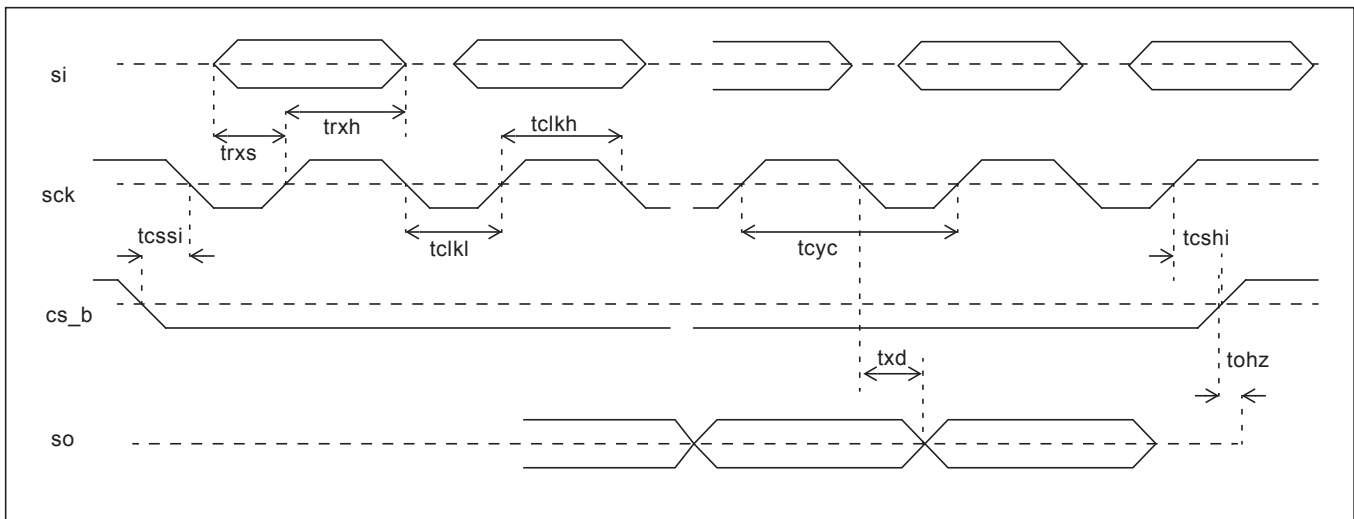 si
trxh
tclkh
trxs
sck
tcssi
tclkl
tcyc
tcshi
cs_b
txd
tohz
so